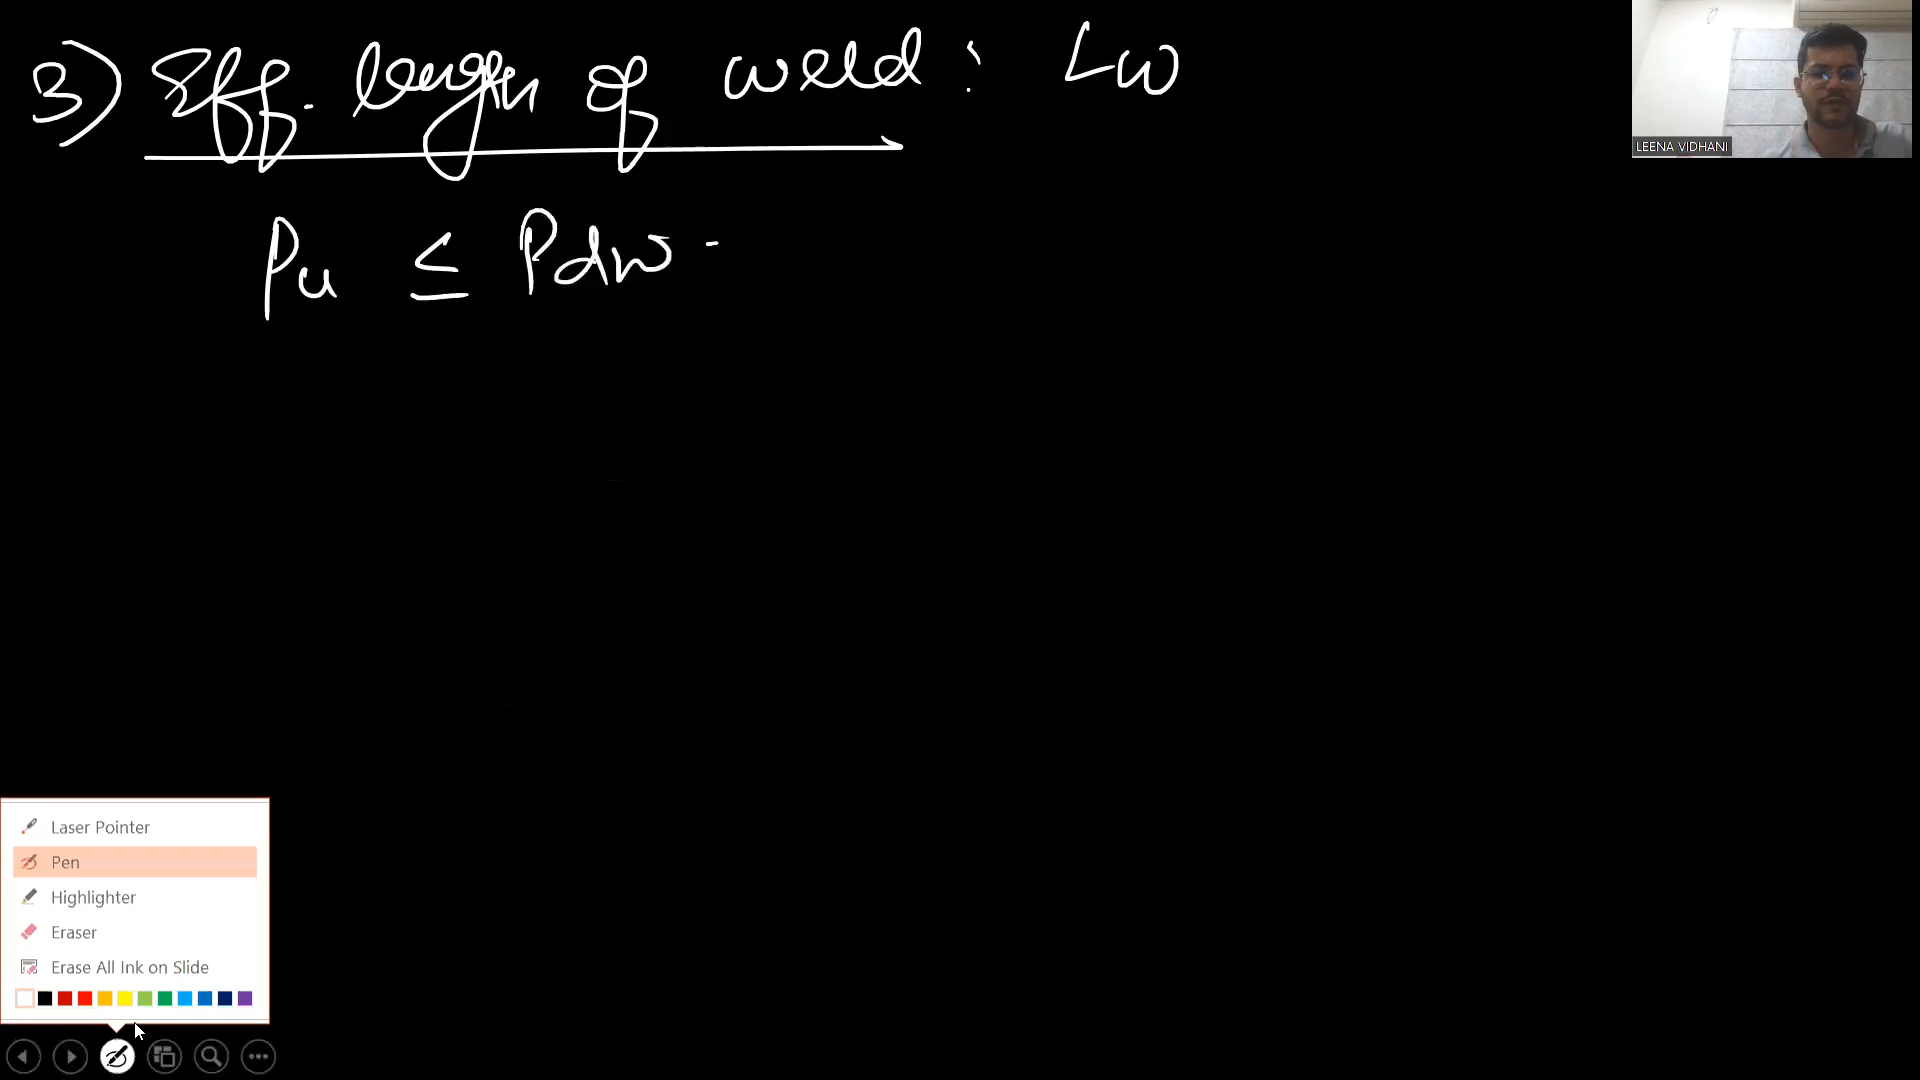 3) Eff. length of weld : Lw
LEENA VIDHANI
Pu ≤ Pdw -
Laser Pointer
Pen
Highlighter
Eraser
Erase All Ink on Slide